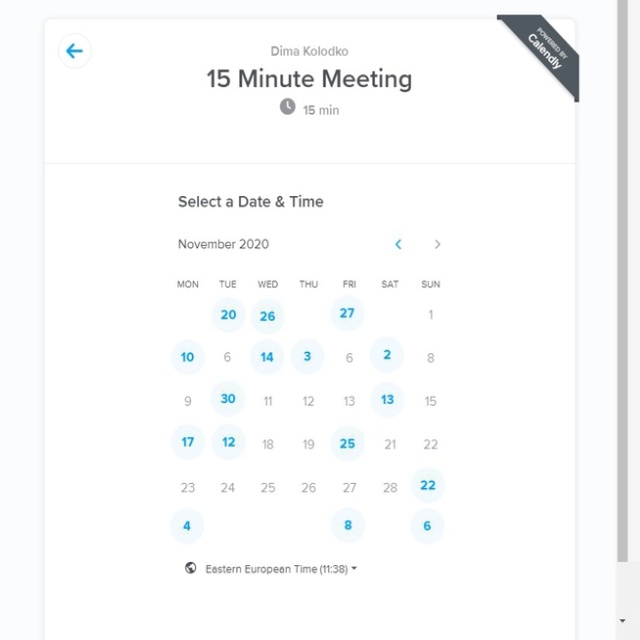 Dima Kolodko
15 Minute Meeting
15 min
POWERED BY
Calendly
Select a Date & Time
November 2020
MON TUE WED THU FRI SAT SUN
20 26 27 1
10 6 14 3 6 2 8
9 30 11 12 13 13 15
17 12 18 19 25 21 22
23 24 25 26 27 28 22
4 8 6
Eastern European Time (11:38)